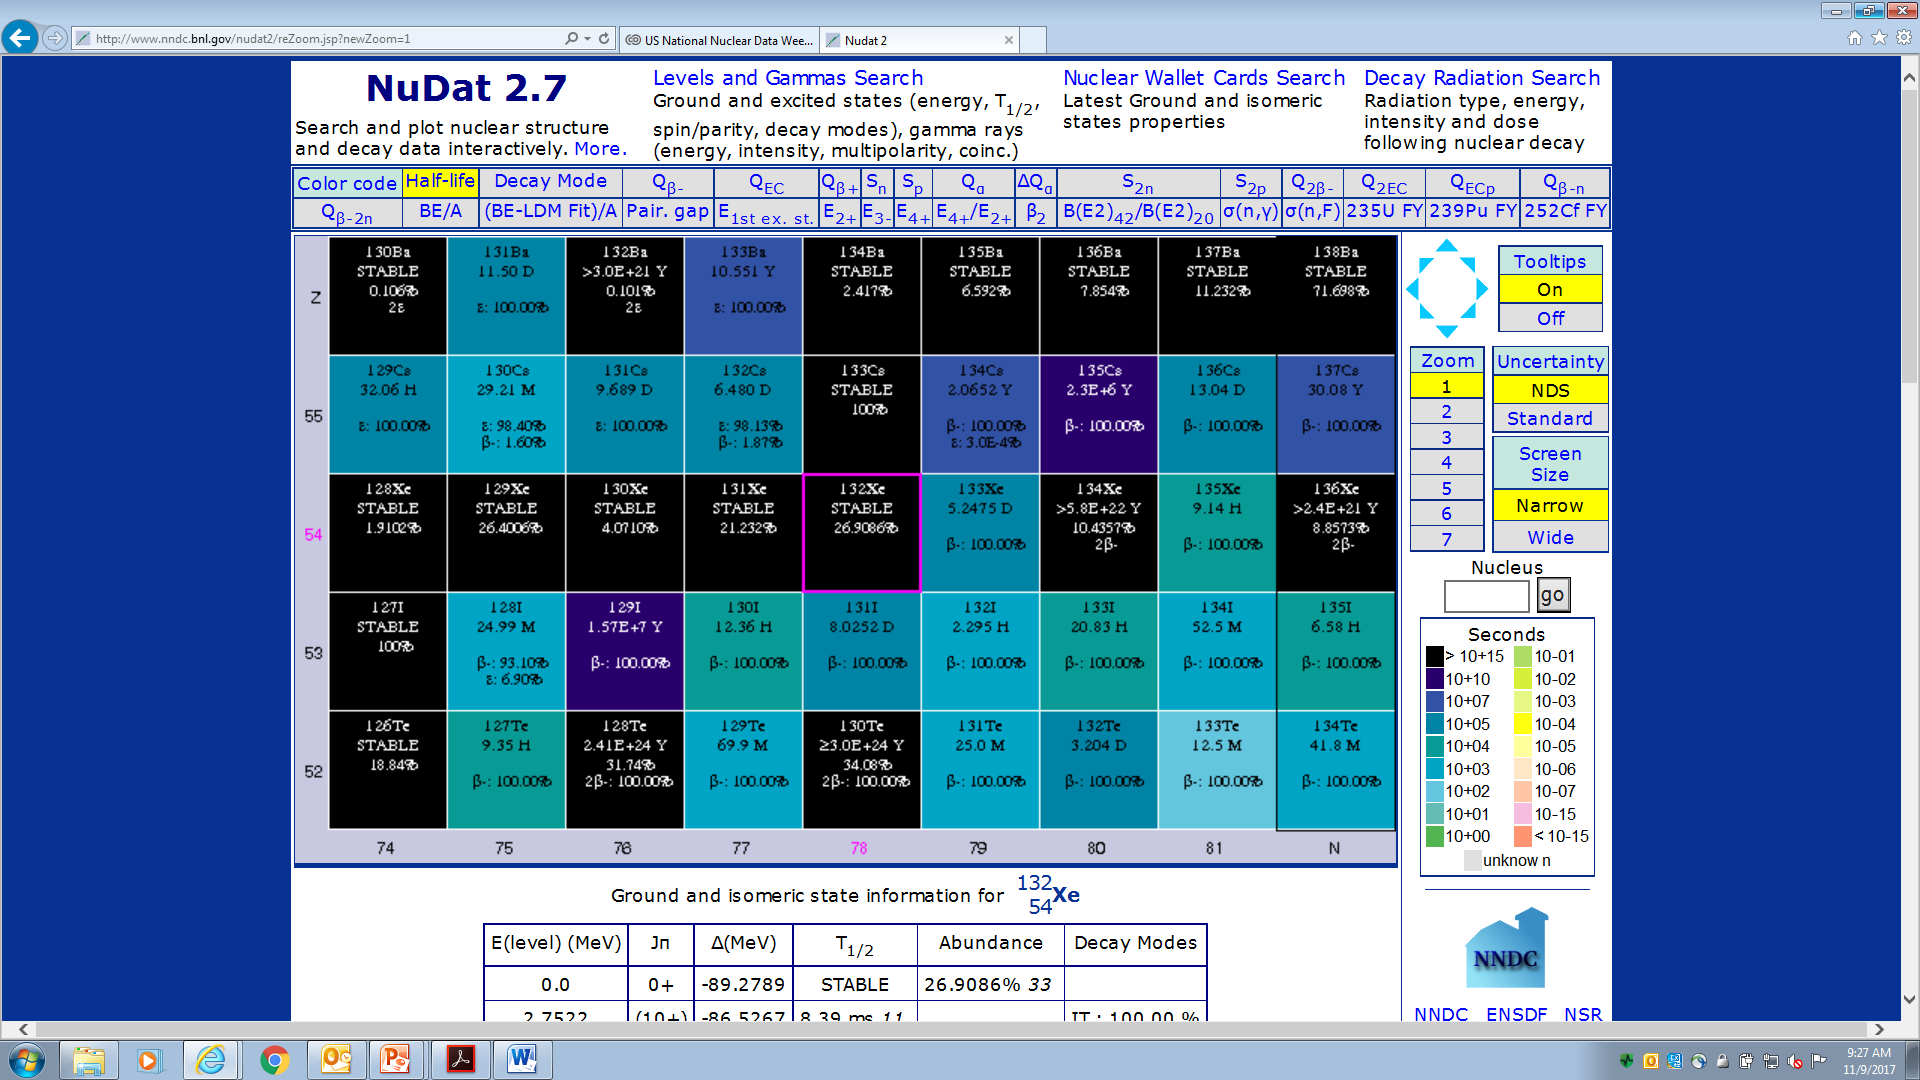 http://www.nndc.bnl.gov/nudat2/reZoom.jsp?newZoom=1
US National Nuclear Data Wee...
Nudat 2
NuDat 2.7
Search and plot nuclear structure
and decay data interactively. More.
Levels and Gammas Search
Ground and excited states (energy, T1/2,
spin/parity, decay modes), gamma rays
(energy, intensity, multipolarity, coinc.)
Nuclear Wallet Cards Search
Latest Ground and isomeric
states properties
Decay Radiation Search
Radiation type, energy,
intensity and dose
following nuclear decay
Color code Half-life Decay Mode Qβ- QEC Qβ+ Sn Sp Qα ΔQα S2n S2p Q2β- Q2EC QECp Qβ-n
Qβ-2n BE/A (BE-LDM Fit)/A Pair. gap E1st ex. st. E2+ E3- E4+ E4+/E2+ β2 B(E2)42/B(E2)20 σ(n,γ) σ(n,F) 235U FY 239Pu FY 252Cf FY
Z
130Ba
STABLE
0.106%
2ε
131Ba
11.50 D
ε: 100.00%
132Ba
>3.0E+21 Y
0.101%
2ε
133Ba
10.551 Y
ε: 100.00%
134Ba
STABLE
2.417%
135Ba
STABLE
6.592%
136Ba
STABLE
7.854%
137Ba
STABLE
11.232%
138Ba
STABLE
71.698%
55
129Cs
32.06 H
ε: 100.00%
130Cs
29.21 M
ε: 98.40%
β-: 1.60%
131Cs
9.689 D
ε: 100.00%
132Cs
6.480 D
ε: 98.13%
β-: 1.87%
133Cs
STABLE
100%
134Cs
2.0652 Y
β-: 100.00%
ε: 3.0E-4%
135Cs
2.3E+6 Y
β-: 100.00%
136Cs
13.04 D
β-: 100.00%
137Cs
30.08 Y
β-: 100.00%
54
128Xe
STABLE
1.9102%
129Xe
STABLE
26.4006%
130Xe
STABLE
4.0710%
131Xe
STABLE
21.232%
132Xe
STABLE
26.9086%
133Xe
5.2475 D
β-: 100.00%
134Xe
>5.8E+22 Y
10.4357%
2β-
135Xe
9.14 H
β-: 100.00%
136Xe
>2.4E+21 Y
8.8573%
2β-
53
127I
STABLE
100%
128I
24.99 M
β-: 93.10%
ε: 6.90%
129I
1.57E+7 Y
β-: 100.00%
130I
12.36 H
β-: 100.00%
131I
8.0252 D
β-: 100.00%
132I
2.295 H
β-: 100.00%
133I
20.83 H
β-: 100.00%
134I
52.5 M
β-: 100.00%
135I
6.58 H
β-: 100.00%
52
126Te
STABLE
18.84%
127Te
9.35 H
β-: 100.00%
128Te
2.41E+24 Y
31.74%
2β-: 100.00%
129Te
69.9 M
β-: 100.00%
130Te
≥3.0E+24 Y
34.08%
2β-: 100.00%
131Te
25.0 M
β-: 100.00%
132Te
3.204 D
β-: 100.00%
133Te
12.5 M
β-: 100.00%
134Te
41.8 M
β-: 100.00%
74 75 76 77 78 79 80 81 N
Tooltips
On
Off
Zoom
1
2
3
4
5
6
7
Uncertainty
NDS
Standard
Screen
Size
Narrow
Wide
Nucleus
go
Seconds
> 10+15 10-01
10+10 10-02
10+07 10-03
10+05 10-04
10+04 10-05
10+03 10-06
10+02 10-07
10+01 10-15
10+00 < 10-15
unknown
NNDC
NNDC ENSDF NSR
Ground and isomeric state information for 132 54 Xe
E(level) (MeV) Jπ Δ(MeV) T1/2 Abundance Decay Modes
0.0 0+ -89.2789 STABLE 26.9086% 33
2.7522 (10+) -86.5267 8.39 ms 11 IT : 100.00 %
9:27 AM
11/9/2017